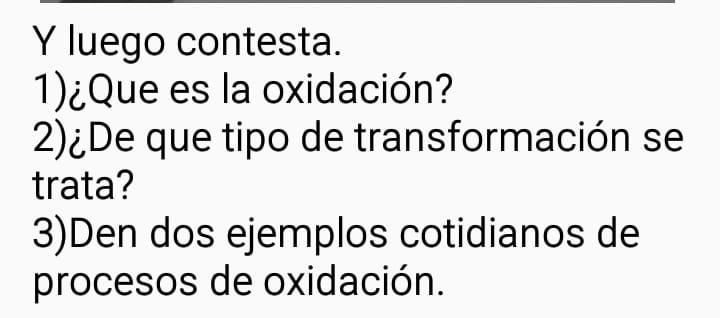 Y luego contesta.
1)¿Que es la oxidación?
2)¿De que tipo de transformación se
trata?
3)Den dos ejemplos cotidianos de
procesos de oxidación.